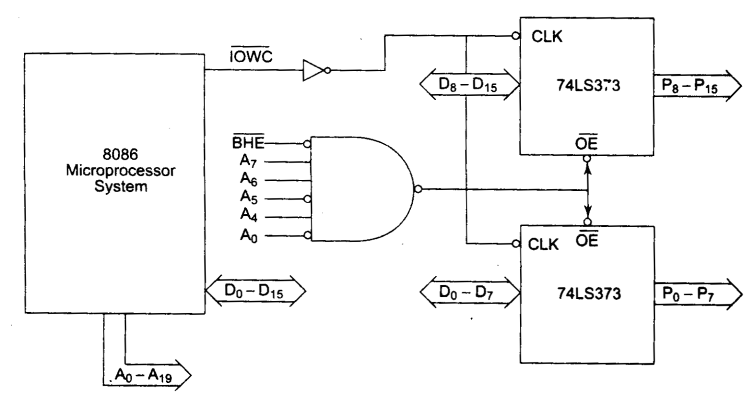 8086
Microprocessor
System
IOWC
CLK
D8 – D15
74LS373
P8 – P15
OE
BHE
A7
A6
A5
A4
A0
OE
CLK
D0 – D15
D0 – D7
74LS373
P0 – P7
A0 – A19